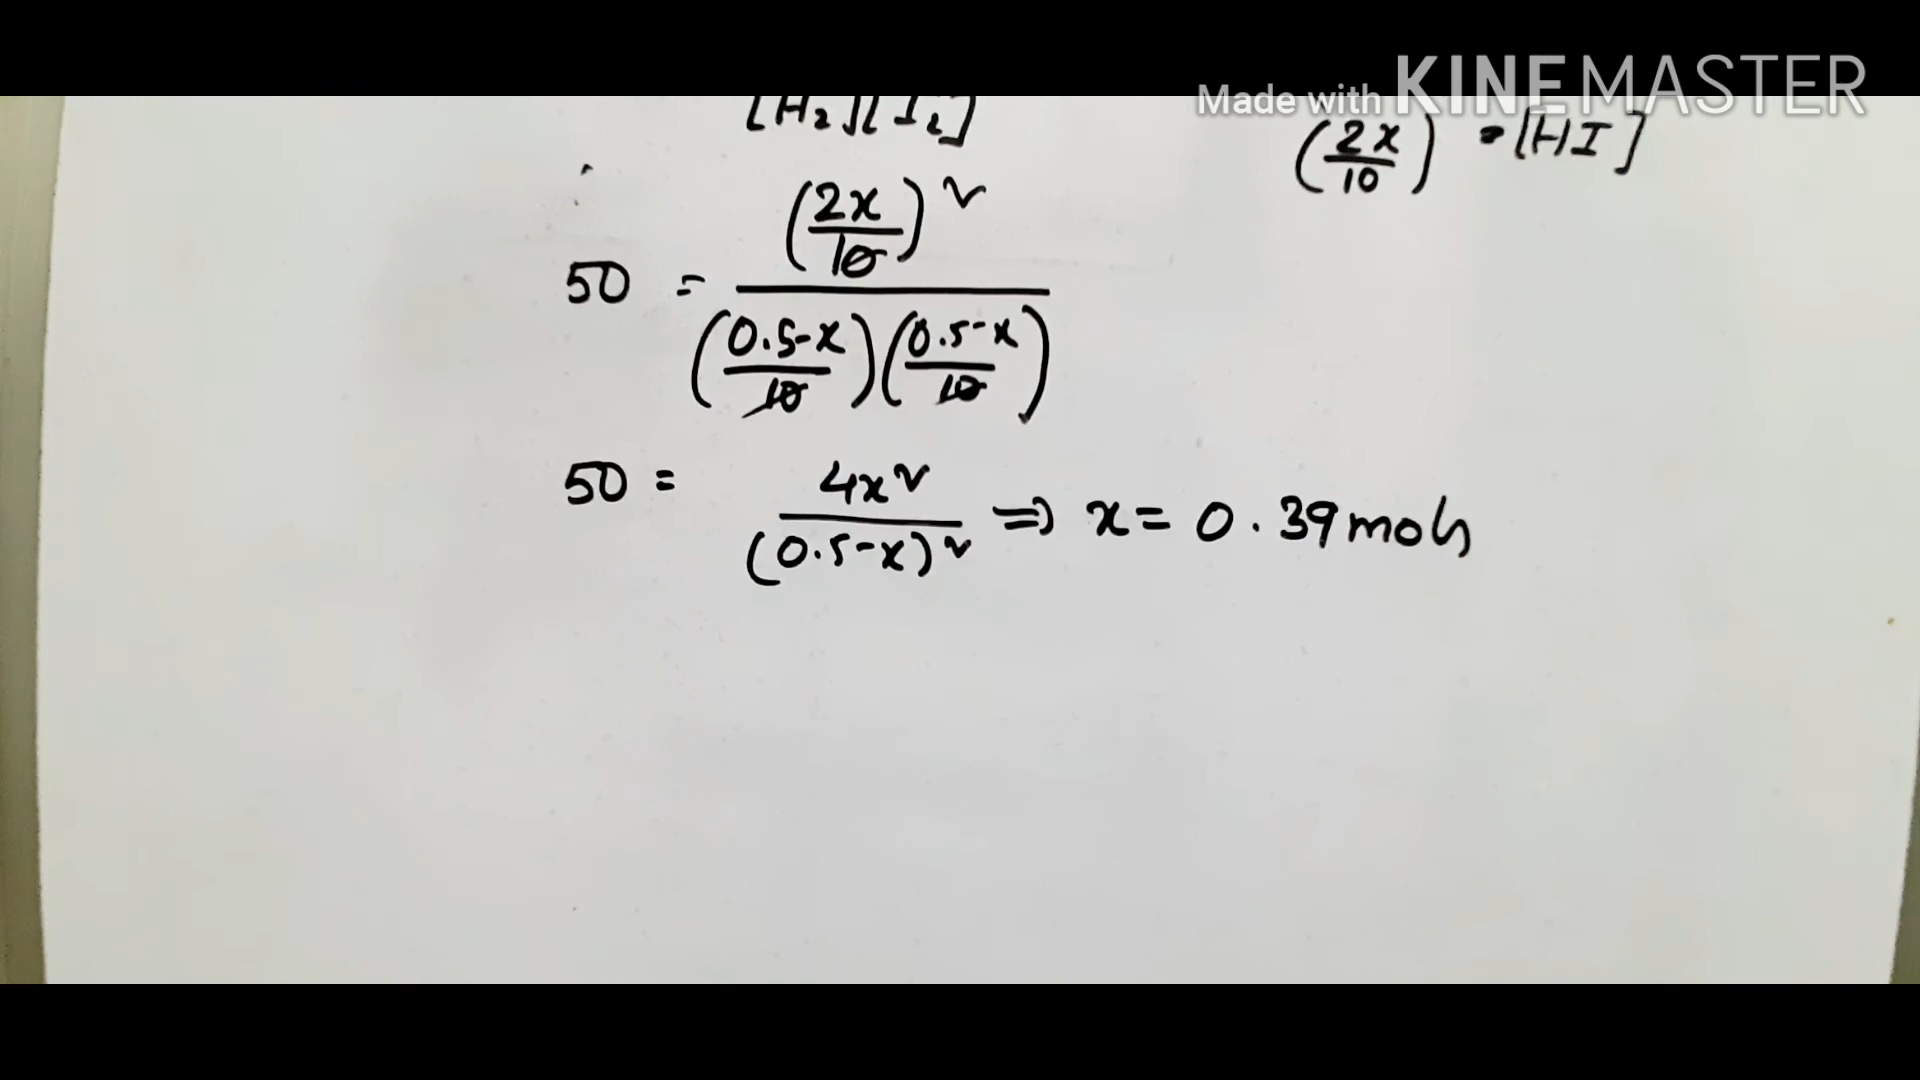 Made with KINEMASTER
[H₂][I₂]
(2x/10) = [HI]
50 = (2x/10)² / ((0.5-x)/10)((0.5-x)/10)
50 = 4x² / (0.5-x)² ⇒ x = 0.39 mols